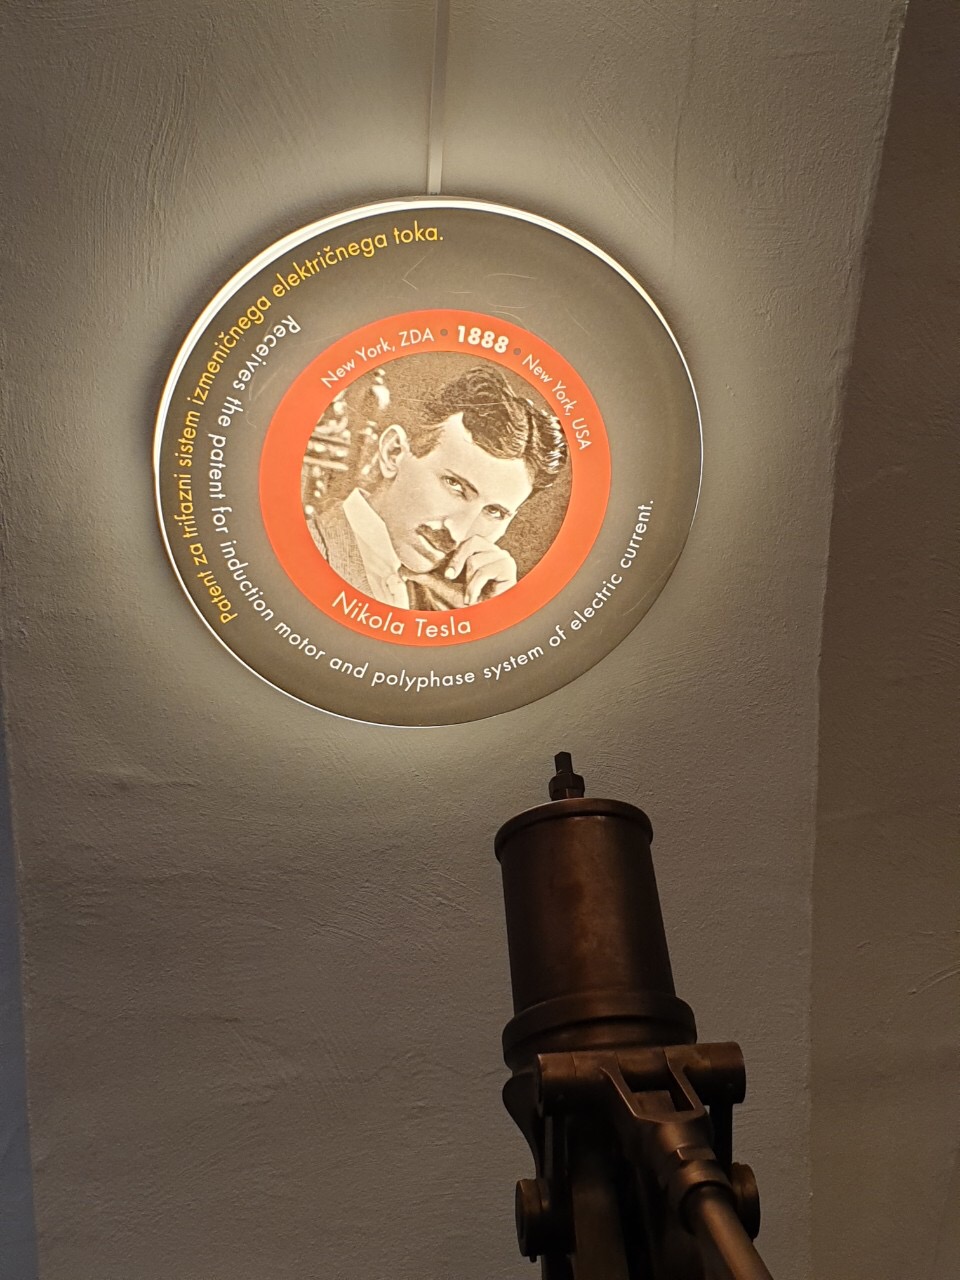 Patent za trifazni sistem izmeničnega električnega toka.
Receives the patent for induction motor and polyphase system of electric current.
New York, ZDA • 1888 • New York, USA
Nikola Tesla